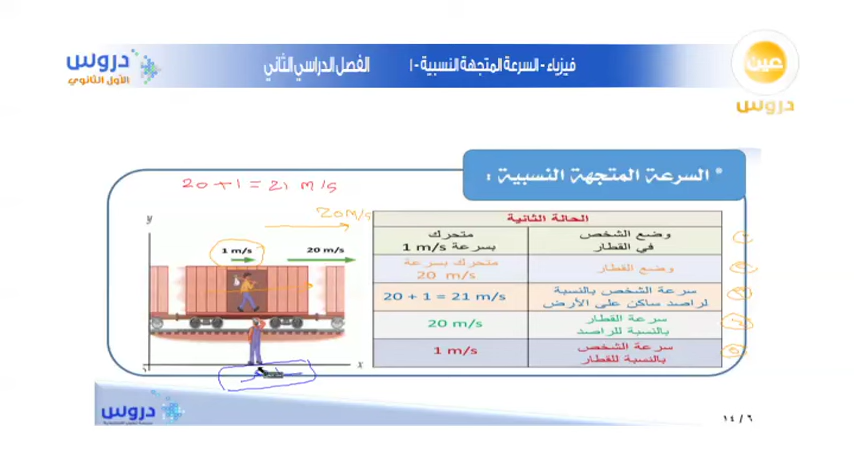 عين
دروس
فيزياء - السرعة المتجهة النسبية - ١
الفصل الدراسي الثاني
دروس
الأول الثانوي
* السرعة المتجهة النسبية :
20 + 1 = 21 m/s
20 m/s
y
1 m/s
20 m/s
x
الحالة الثانية
وضع الشخص في القطار
متحرك بسرعة 1 m/s
وضع القطار
متحرك بسرعة 20 m/s
سرعة الشخص بالنسبة لراصد ساكن على الأرض
20 + 1 = 21 m/s
سرعة القطار بالنسبة للراصد
20 m/s
سرعة الشخص بالنسبة للقطار
1 m/s
دروس
١٤ / ٦